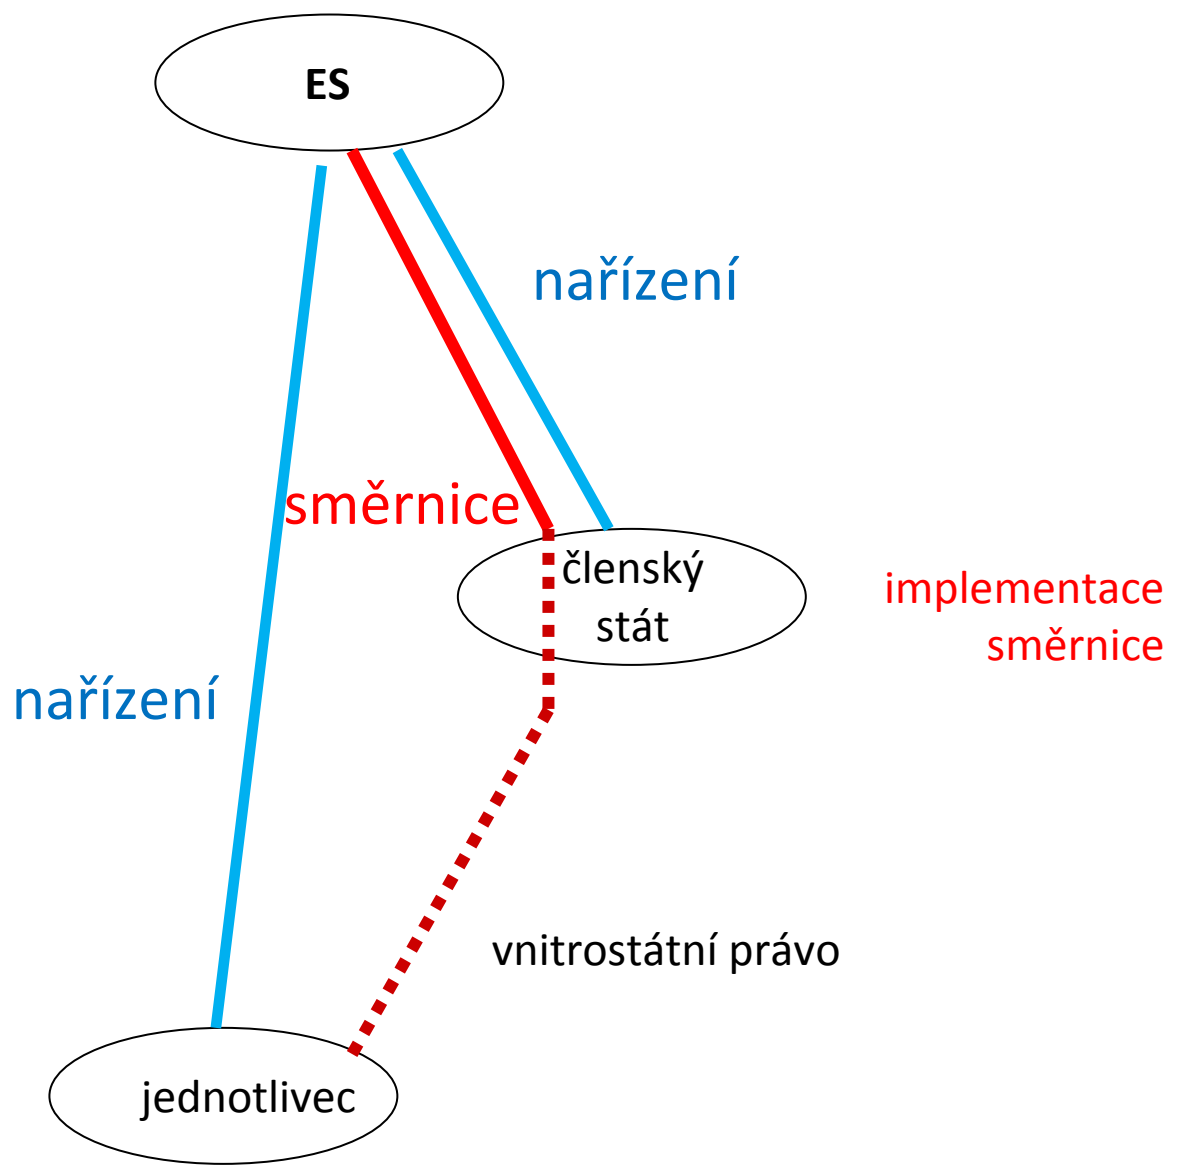 ES
nařízení
směrnice
členský
stát
implementace
směrnice
nařízení
vnitrostátní právo
jednotlivec